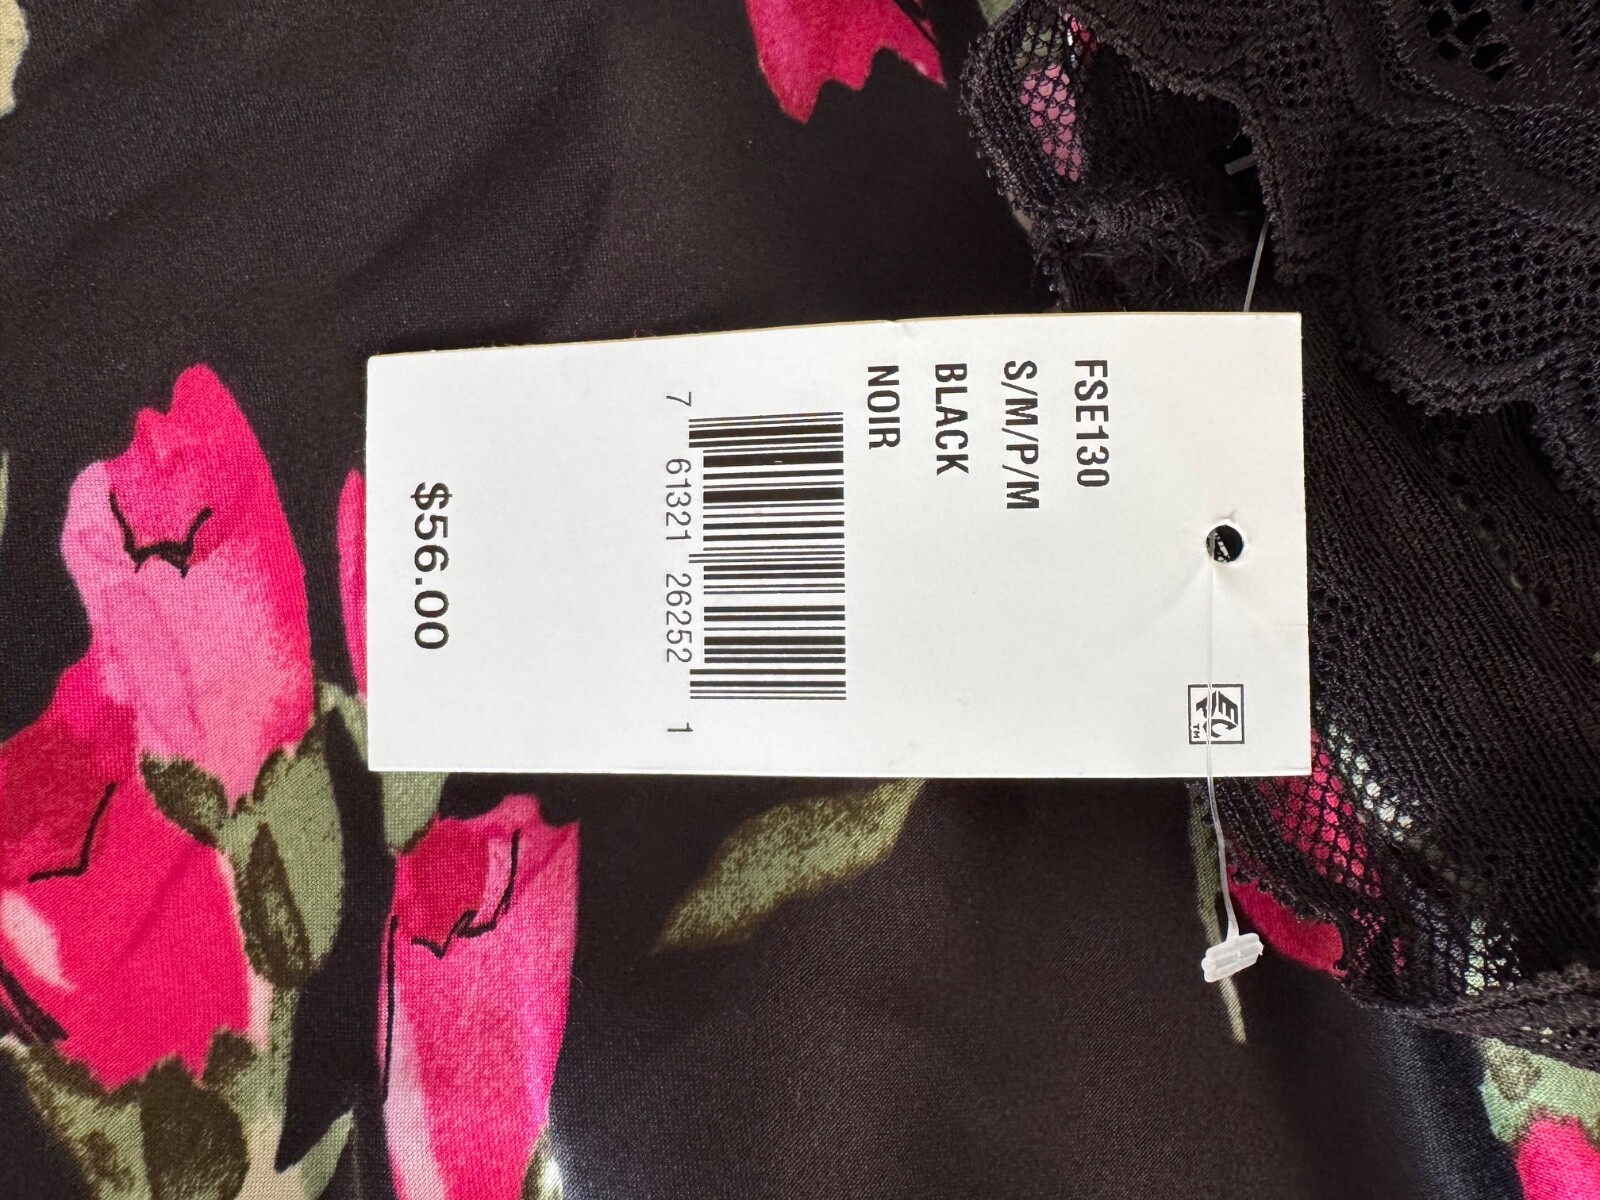 FSE130
S/M/P/M
BLACK
NOIR
7 61321 26252 1
$56.00